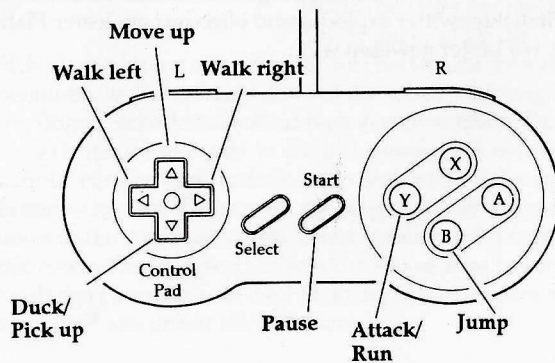 Move up
Walk left
L
Walk right
R
X
Start
Y
A
Select
B
Control
Pad
Duck/
Pick up
Pause
Attack/
Run
Jump